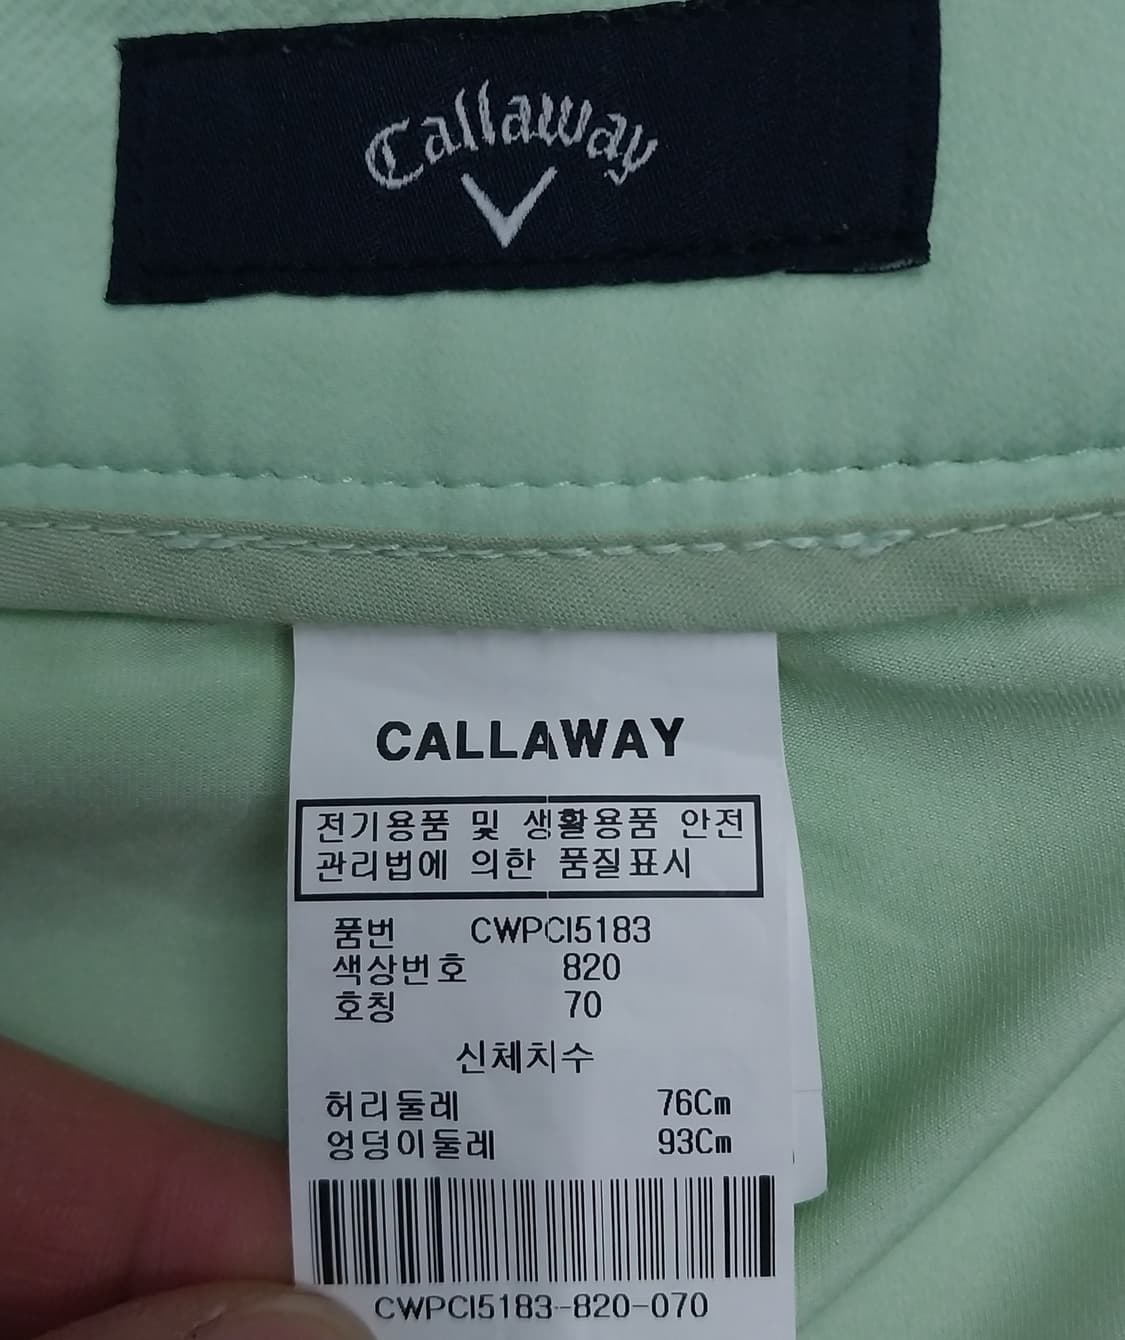 Callaway
CALLAWAY
전기용품 및 생활용품 안전
관리법에 의한 품질표시
품번 CWPCI5183
색상번호 820
호칭 70
신체치수
허리둘레 76Cm
엉덩이둘레 93Cm
CWPCI5183-820-070